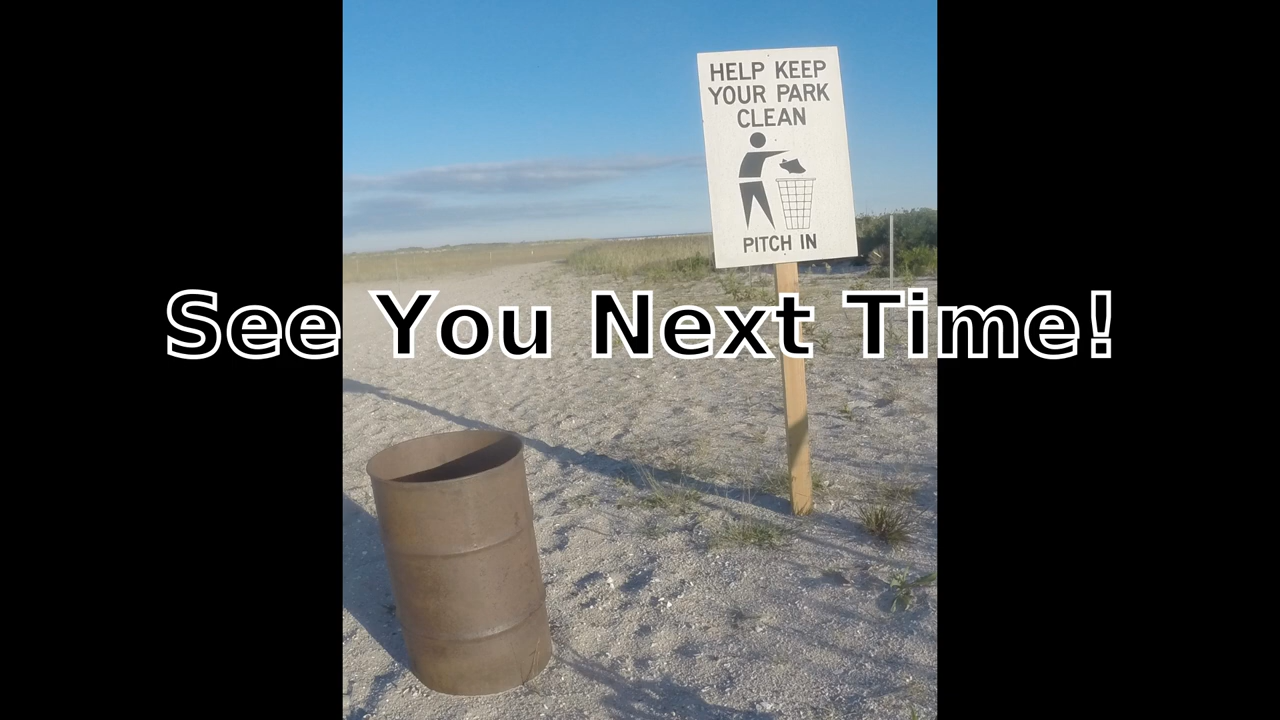 HELP KEEP
YOUR PARK
CLEAN
PITCH IN
See You Next Time!